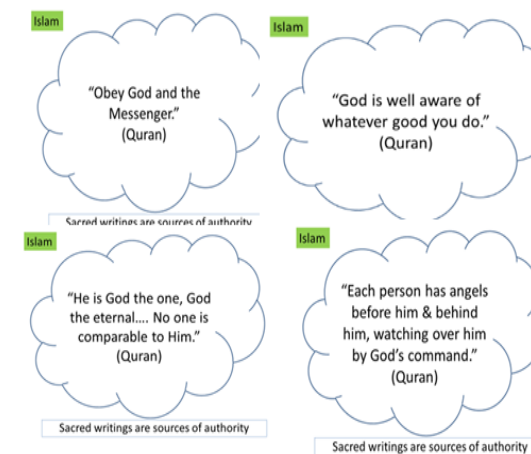 Islam
"Obey God and the
Messenger."
(Quran)
Sacred writings are sources of authority
Islam
"God is well aware of
whatever good you do."
(Quran)
Islam
"He is God the one, God
the eternal.... No one is
comparable to Him."
(Quran)
Sacred writings are sources of authority
Islam
"Each person has angels
before him & behind
him, watching over him
by God's command."
(Quran)
Sacred writings are sources of authority